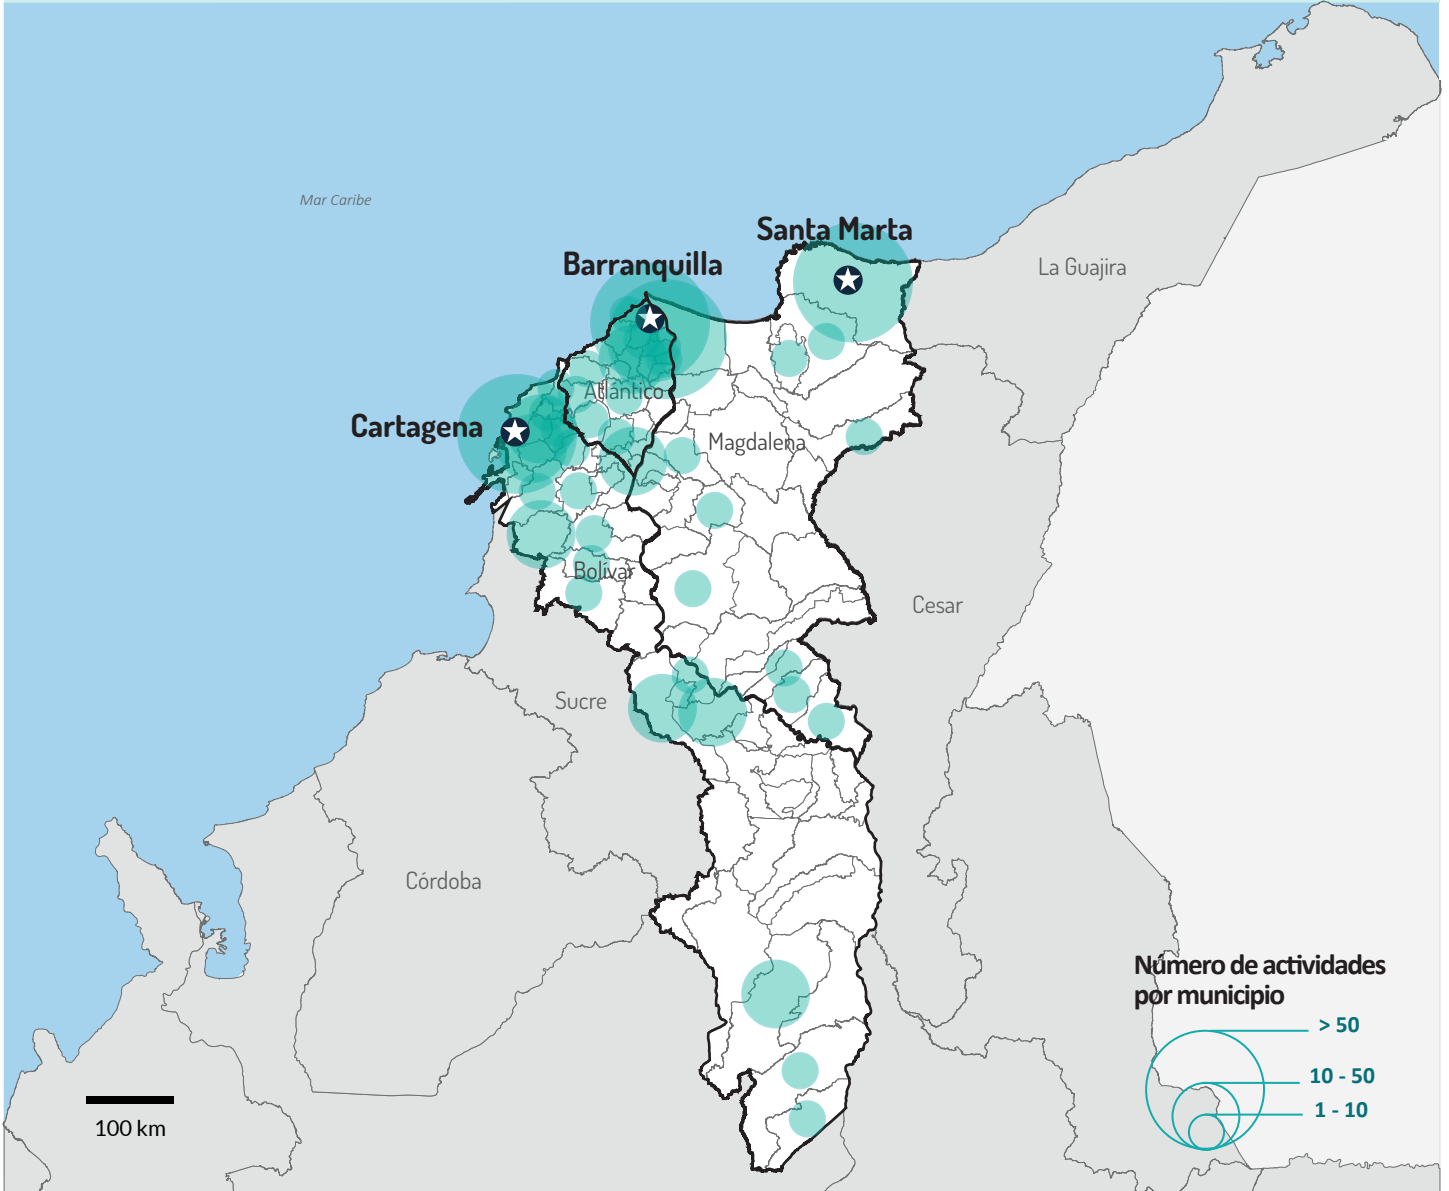 Mar Caribe
Santa Marta
Barranquilla
La Guajira
Atlántico
Cartagena
Magdalena
Bolívar
Cesar
Sucre
Córdoba
Número de actividades
por municipio
> 50
10 - 50
1 - 10
100 km